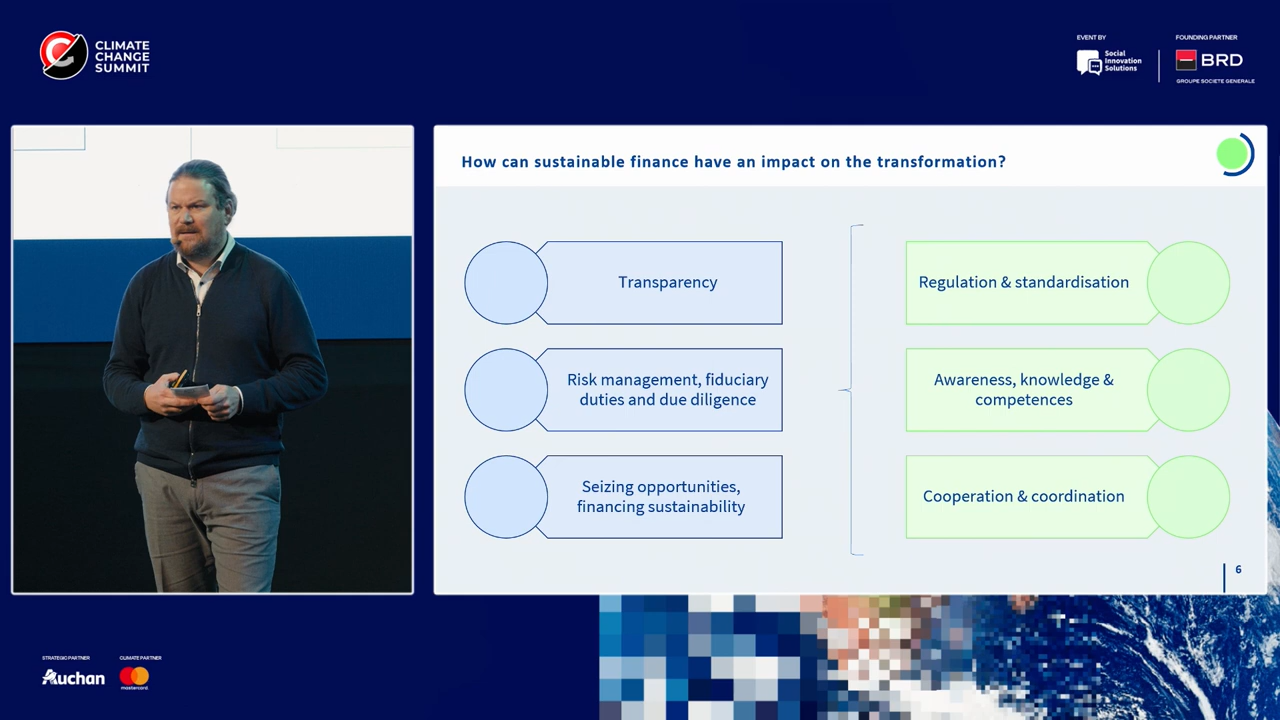 CLIMATE
CHANGE
SUMMIT
EVENT BY
Social
Innovation
Solutions
FOUNDING PARTNER
BRD
GROUPE SOCIETE GENERALE
How can sustainable finance have an impact on the transformation?
Transparency
Risk management, fiduciary
duties and due diligence
Seizing opportunities,
financing sustainability
Regulation & standardisation
Awareness, knowledge &
competences
Cooperation & coordination
6
STRATEGIC PARTNER
Auchan
CLIMATE PARTNER
mastercard